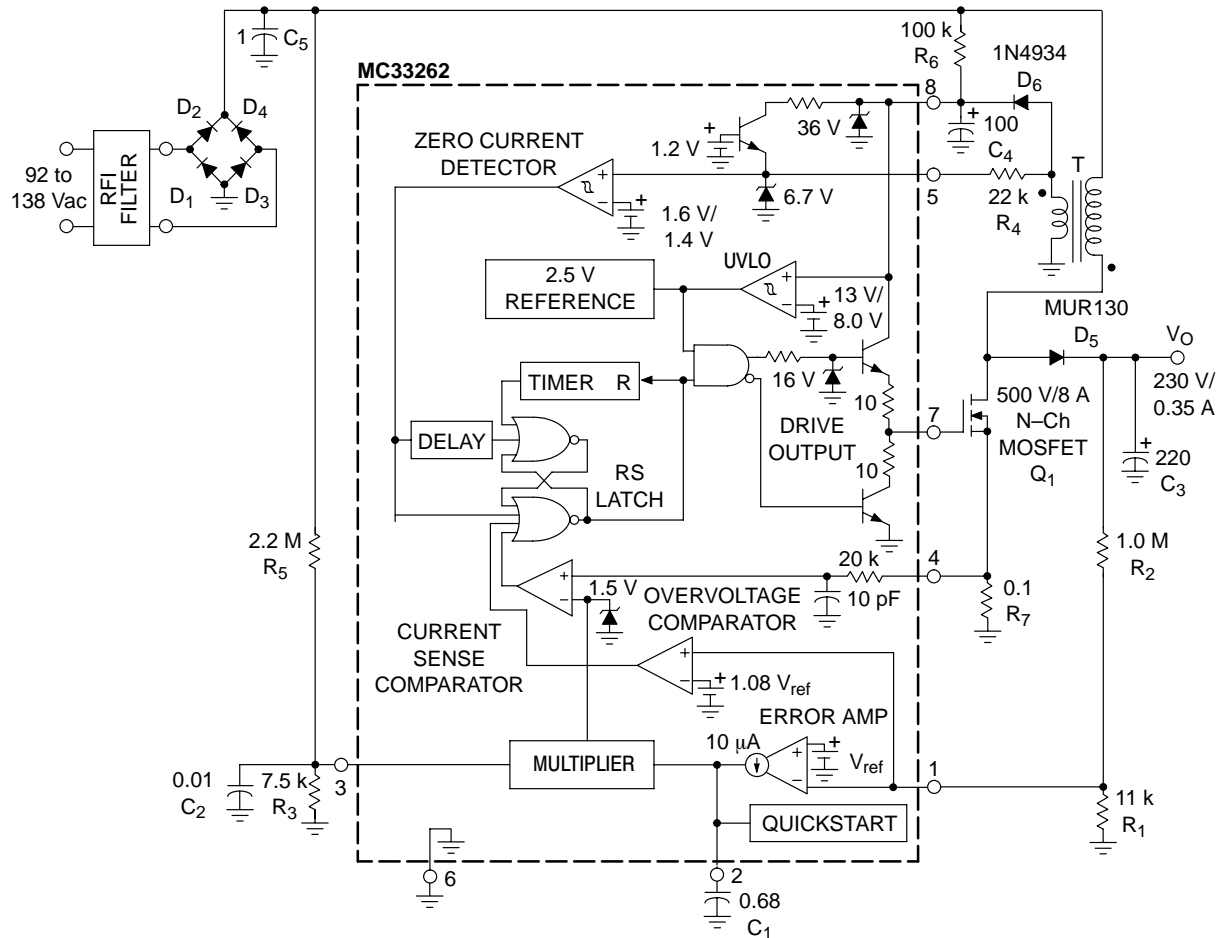 1
C5
100 k
R6
1N4934
D6
MC33262
8
D2
D4
36 V
100
C4
ZERO CURRENT
DETECTOR
1.2 V
T
92 to
138 Vac
RFI
FILTER
D1
D3
6.7 V
5
22 k
R4
1.6 V/
1.4 V
2.5 V
REFERENCE
UVLO
13 V/
8.0 V
MUR130
D5
VO
TIMER R
16 V
230 V/
0.35 A
10
7
500 V/8 A
N–Ch
MOSFET
Q1
DELAY
DRIVE
OUTPUT
10
RS
LATCH
220
C3
2.2 M
R5
20 k
4
1.0 M
R2
1.5 V
OVERVOLTAGE
COMPARATOR
10 pF
0.1
R7
CURRENT
SENSE
COMPARATOR
1.08 Vref
ERROR AMP
10 µA
MULTIPLIER
Vref
1
0.01
C2
7.5 k
R3
3
11 k
R1
QUICKSTART
6
2
0.68
C1